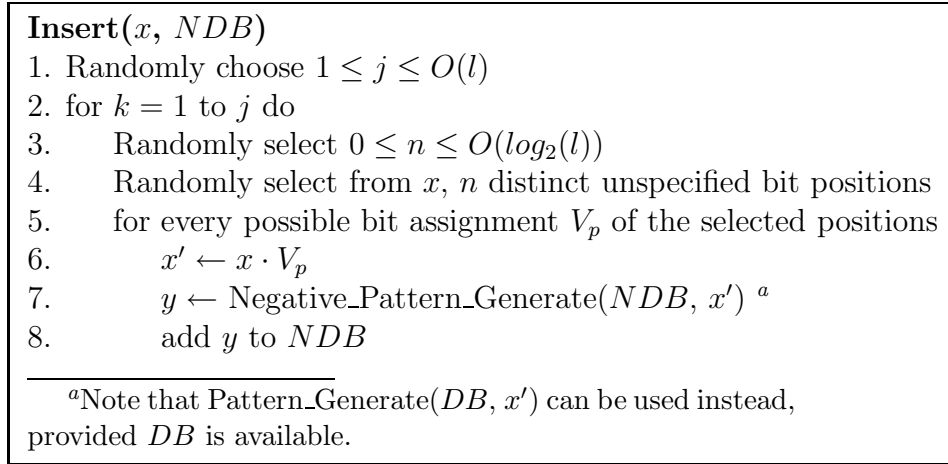 Insert(x, NDB)
1. Randomly choose 1 ≤ j ≤ O(l)
2. for k = 1 to j do
3. Randomly select 0 ≤ n ≤ O(log₂(l))
4. Randomly select from x, n distinct unspecified bit positions
5. for every possible bit assignment Vₚ of the selected positions
6. x′ ← x · Vₚ
7. y ← Negative_Pattern_Generate(NDB, x′) ᵃ
8. add y to NDB
ᵃNote that Pattern_Generate(DB, x′) can be used instead,
provided DB is available.